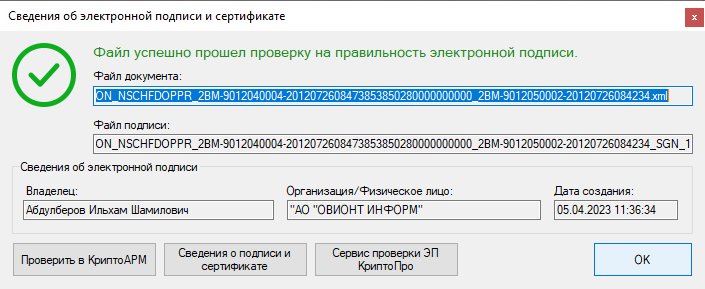 Сведения об электронной подписи и сертификате
Файл успешно прошел проверку на правильность электронной подписи.
Файл документа:
ON_NSCHFDOPPR_2BM-9012040004-2012072608473853850280000000000_2BM-9012050002-20120726084234.xml
Файл подписи:
ON_NSCHFDOPPR_2BM-9012040004-2012072608473853850280000000000_2BM-9012050002-20120726084234_SGN_1
Сведения об электронной подписи
Владелец: Организация/Физическое лицо: Дата создания:
Абдулберов Ильхам Шамилович "АО "ОВИОНТ ИНФОРМ" 05.04.2023 11:36:34
Проверить в КриптоАРМ Сведения о подписи и сертификате Сервис проверки ЭП КриптоПро OK